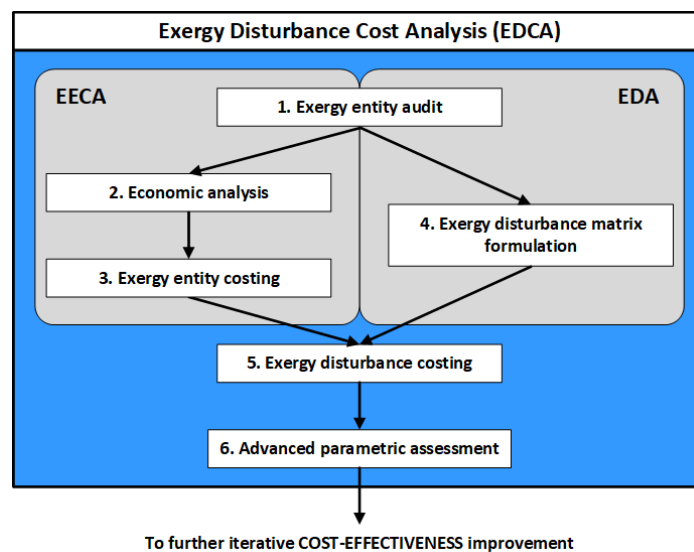 Exergy Disturbance Cost Analysis (EDCA)
EECA
EDA
1. Exergy entity audit
2. Economic analysis
4. Exergy disturbance matrix
formulation
3. Exergy entity costing
5. Exergy disturbance costing
6. Advanced parametric assessment
To further iterative COST-EFFECTIVENESS improvement